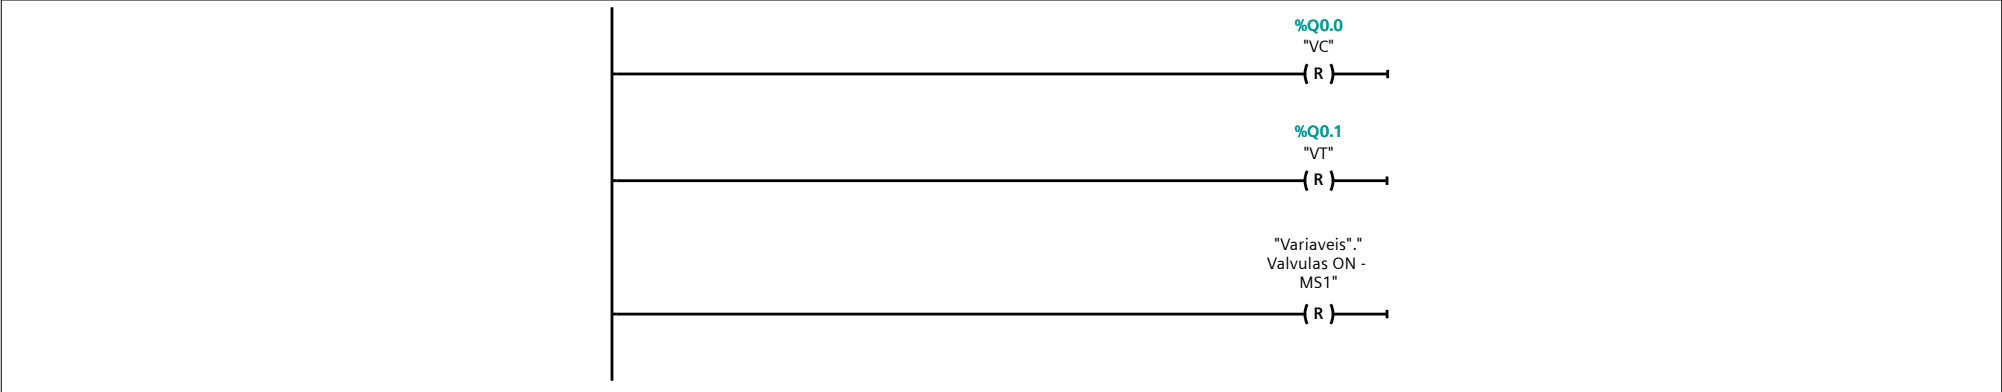 %Q0.0
"VC"
( R )
%Q0.1
"VT"
( R )
"Variaveis"."
Valvulas ON -
MS1"
( R )